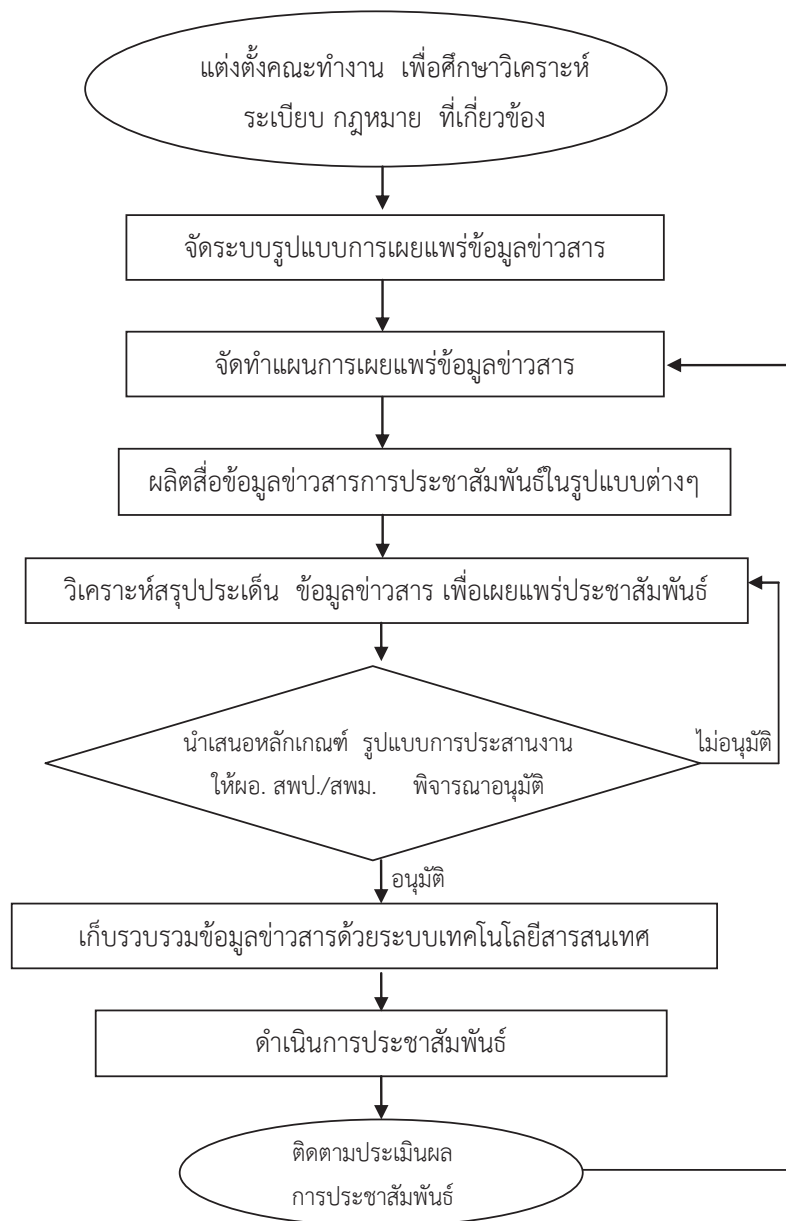 แต่งตั้งคณะทำงาน เพื่อศึกษาวิเคราะห์
ระเบียบ กฎหมาย ที่เกี่ยวข้อง
จัดระบบรูปแบบการเผยแพร่ข้อมูลข่าวสาร
จัดทำแผนการเผยแพร่ข้อมูลข่าวสาร
ผลิตสื่อข้อมูลข่าวสารการประชาสัมพันธ์ในรูปแบบต่างๆ
วิเคราะห์สรุปประเด็น ข้อมูลข่าวสาร เพื่อเผยแพร่ประชาสัมพันธ์
นำเสนอหลักเกณฑ์ รูปแบบการประสานงาน
ให้ผอ. สพป./สพม. พิจารณาอนุมัติ
ไม่อนุมัติ
อนุมัติ
เก็บรวบรวมข้อมูลข่าวสารด้วยระบบเทคโนโลยีสารสนเทศ
ดำเนินการประชาสัมพันธ์
ติดตามประเมินผล
การประชาสัมพันธ์